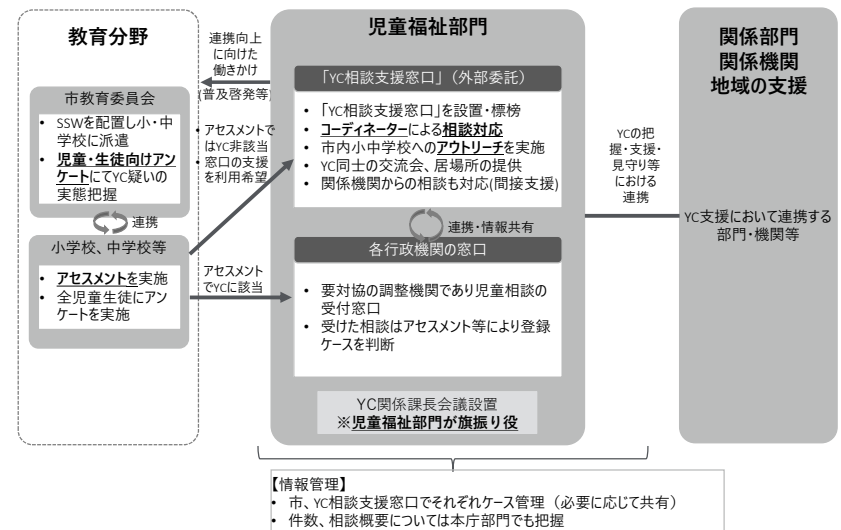 教育分野
市教育委員会
• SSWを配置し小・中
学校に派遣
• 児童・生徒向けアン
ケートにてYC疑いの
実態把握
連携
小学校、中学校等
• アセスメントを実施
• 全児童生徒にアン
ケートを実施
連携向上
に向けた
働きかけ
(普及啓発等)
• アセスメントで
はYC非該当
• 窓口の支援
を利用希望
アセスメント
でYCに該当
児童福祉部門
「YC相談支援窓口」（外部委託）
• 「YC相談支援窓口」を設置・標榜
• コーディネーターによる相談対応
• 市内小中学校へのアウトリーチを実施
• YC同士の交流会、居場所の提供
• 関係機関からの相談も対応(間接支援)
連携・情報共有
各行政機関の窓口
• 要対協の調整機関であり児童相談の
受付窓口
• 受けた相談はアセスメント等により登録
ケースを判断
YC関係課長会議設置
※児童福祉部門が旗振り役
YCの把
握・支援・
見守り等
における
連携
関係部門
関係機関
地域の支援
YC支援において連携する
部門・機関等
【情報管理】
• 市、YC相談支援窓口でそれぞれケース管理（必要に応じて共有）
• 件数、相談概要については本庁部門でも把握